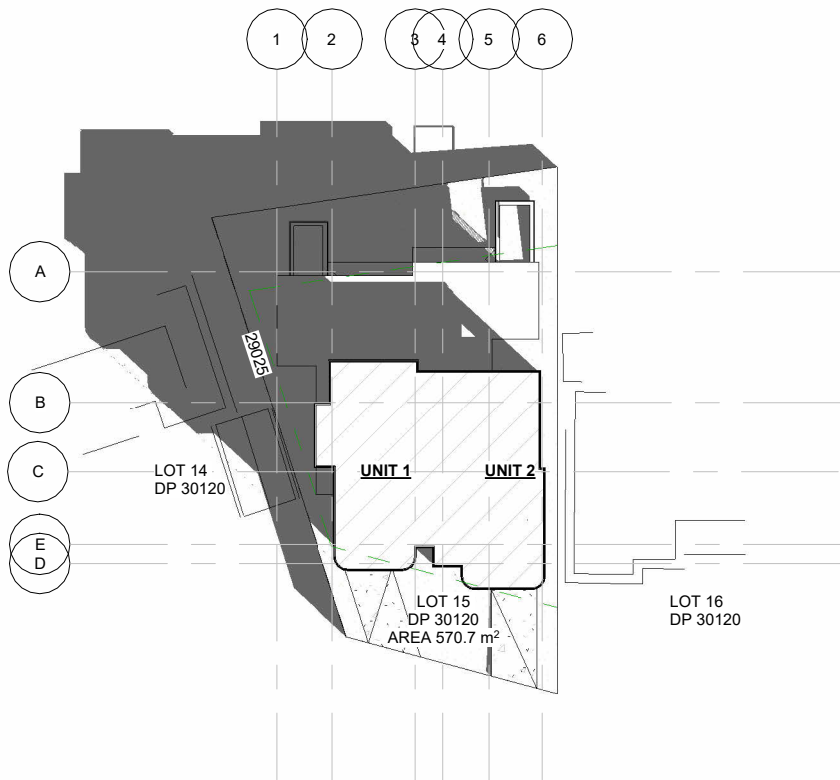 1
2
3
4
5
6
A
B
29025
C
UNIT 1
UNIT 2
LOT 14
DP 30120
E
D
LOT 15
DP 30120
AREA 570.7 m²
LOT 16
DP 30120